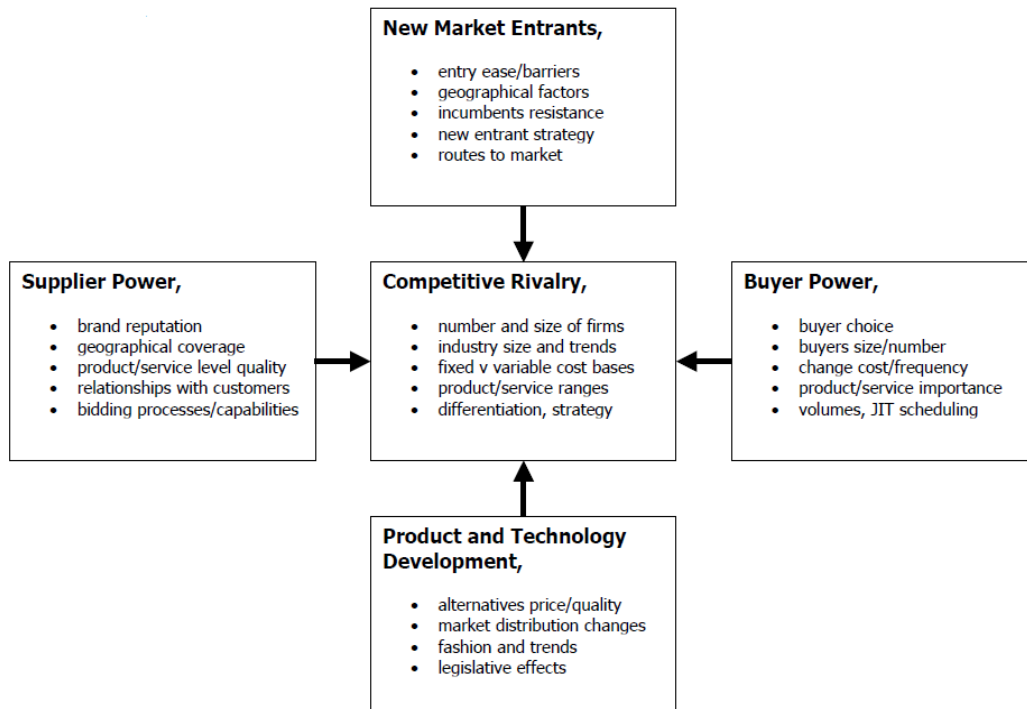 New Market Entrants,
• entry ease/barriers
• geographical factors
• incumbents resistance
• new entrant strategy
• routes to market
Supplier Power,
• brand reputation
• geographical coverage
• product/service level quality
• relationships with customers
• bidding processes/capabilities
Competitive Rivalry,
• number and size of firms
• industry size and trends
• fixed v variable cost bases
• product/service ranges
• differentiation, strategy
Buyer Power,
• buyer choice
• buyers size/number
• change cost/frequency
• product/service importance
• volumes, JIT scheduling
Product and Technology
Development,
• alternatives price/quality
• market distribution changes
• fashion and trends
• legislative effects